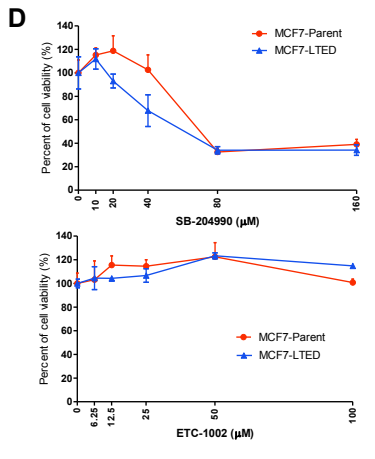 D
140
120
100
80
60
40
20
0
Percent of cell viability (%)
MCF7-Parent
MCF7-LTED
0 10 20 40 80 160
SB-204990 (μM)
140
120
100
80
60
40
20
0
Percent of cell viability (%)
MCF7-Parent
MCF7-LTED
0 6.25 12.5 25 50 100
ETC-1002 (μM)